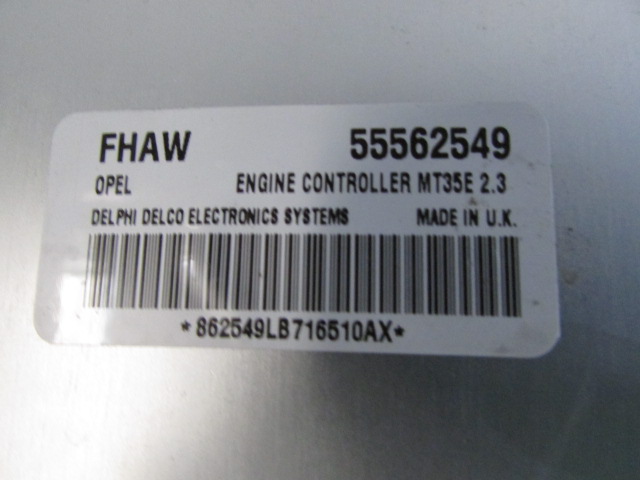 FHAW 55562549
OPEL ENGINE CONTROLLER MT35E 2.3
DELPHI DELCO ELECTRONICS SYSTEMS MADE IN U.K.
*862549LB716510AX*